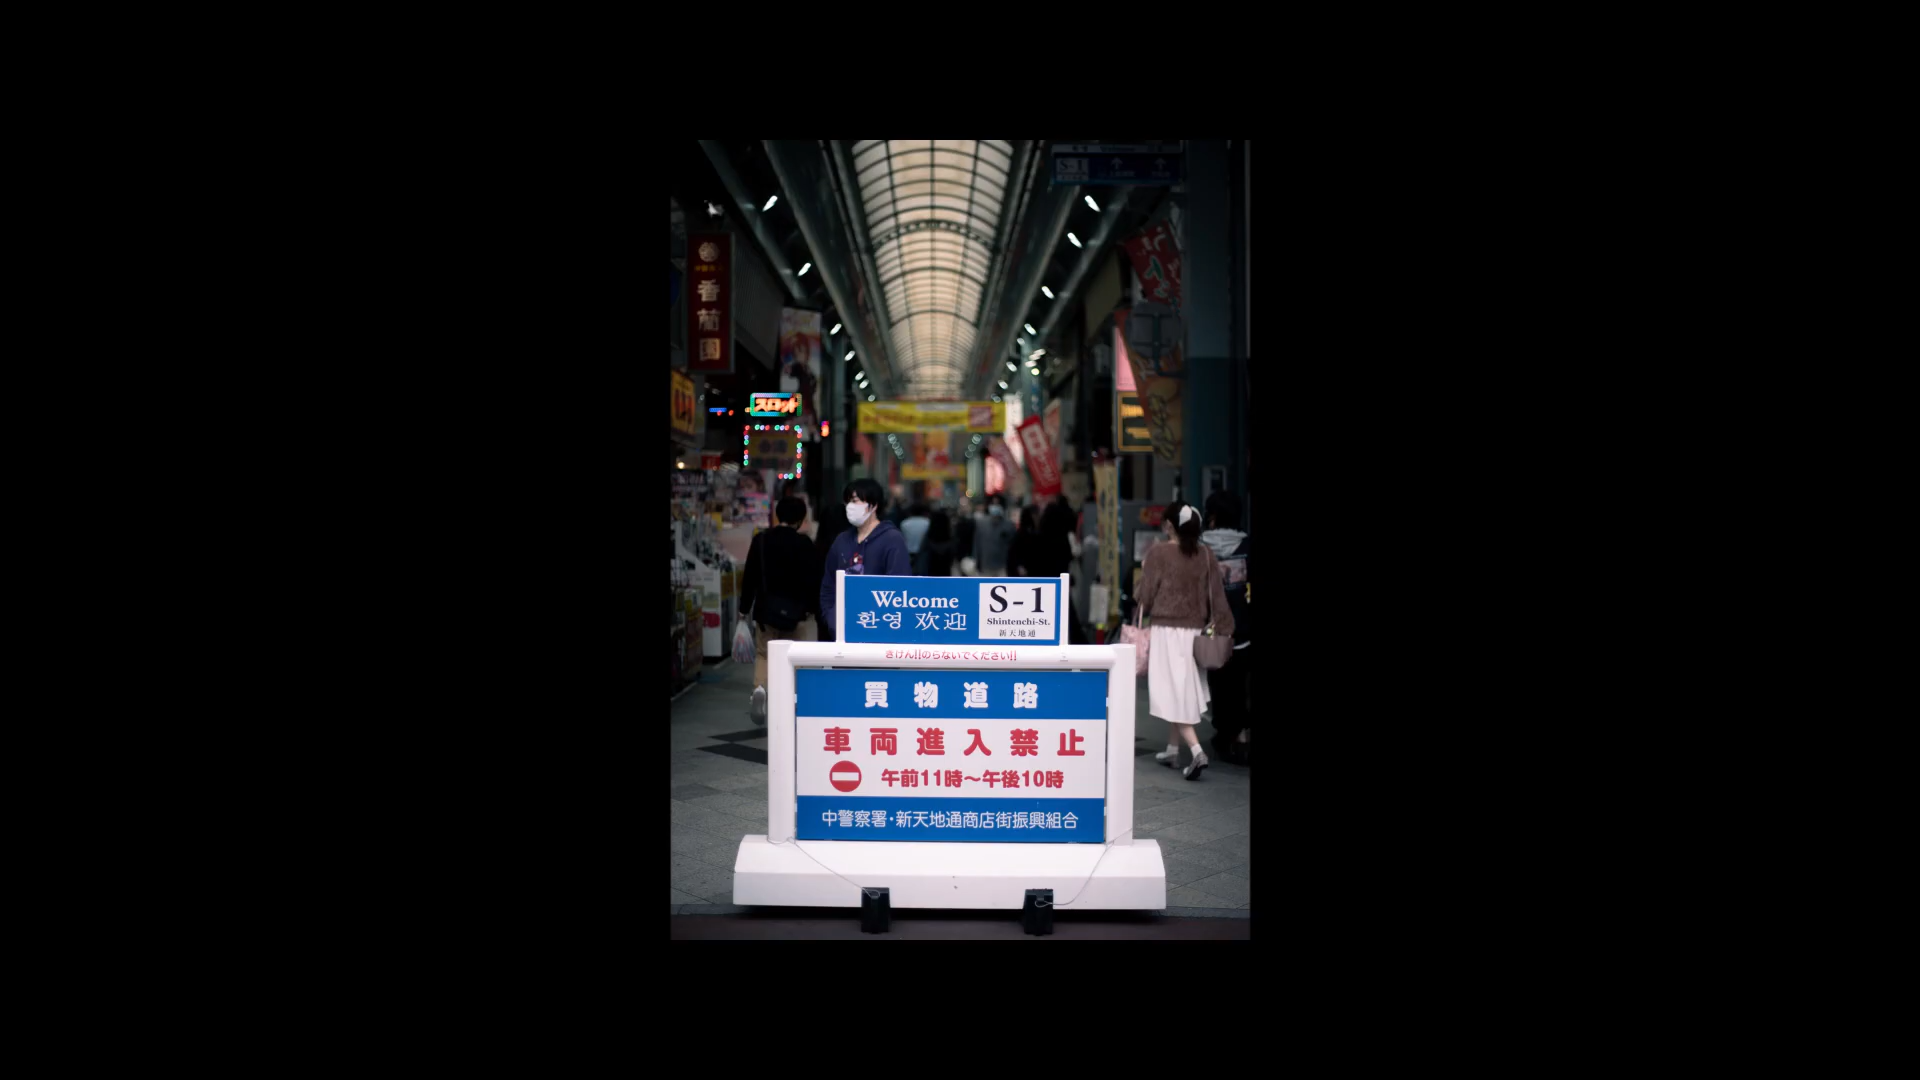 香蘭園
スロット
Welcome
환영 欢迎
S-1
Shintenchi-St.
新天地通
きけん!!のらないでください!!
買物道路
車両進入禁止
午前11時～午後10時
中警察署・新天地通商店街振興組合